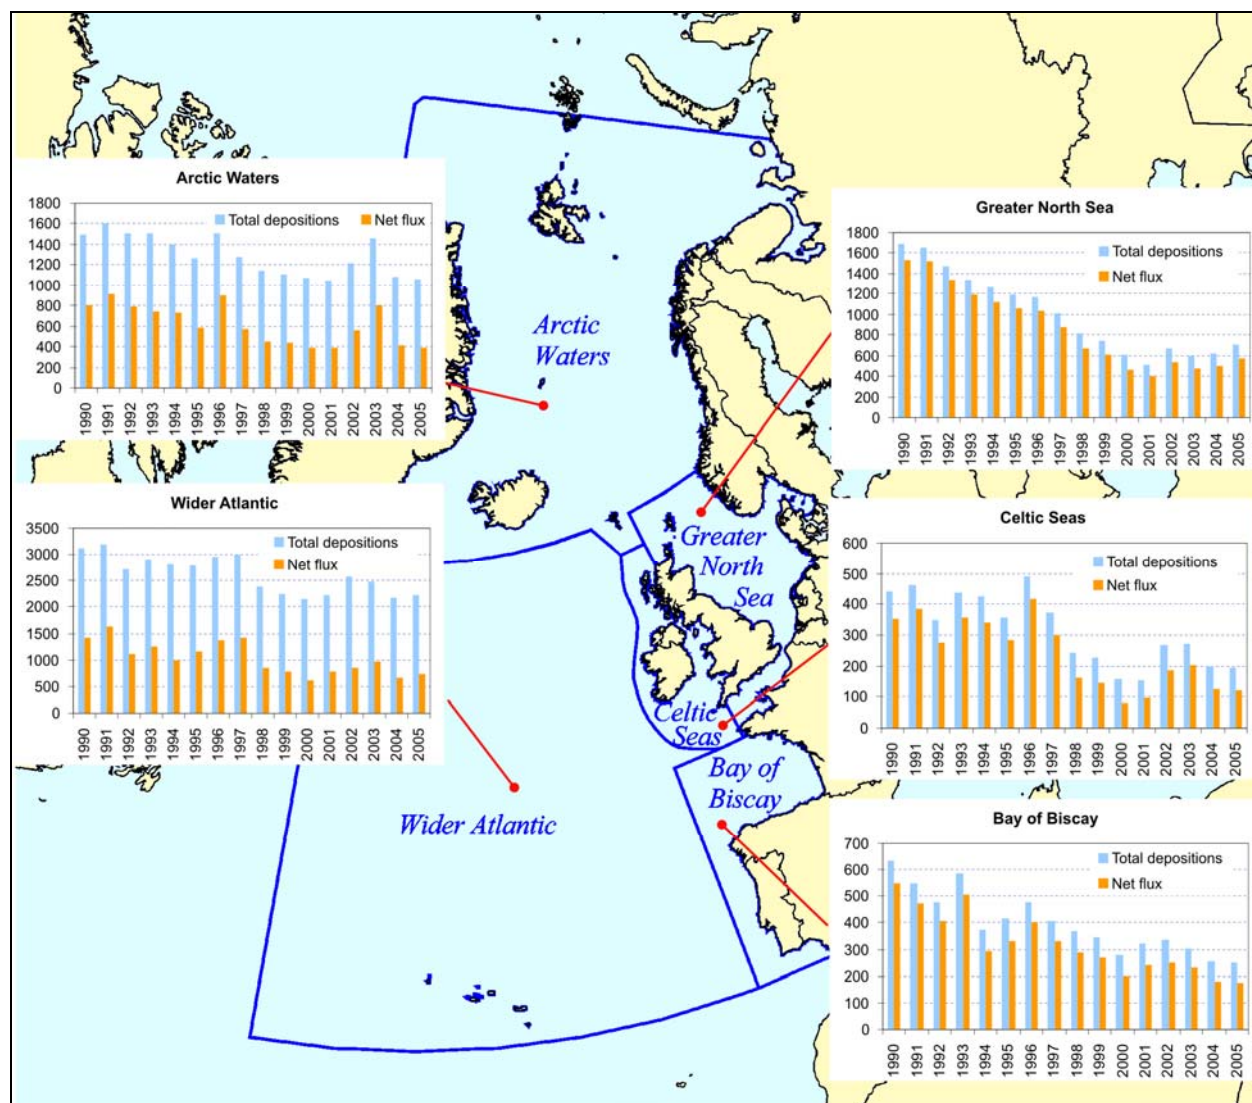 Arctic Waters
1800
1600
1400
1200
1000
800
600
400
200
0
Total depositions Net flux
1990 1991 1992 1993 1994 1995 1996 1997 1998 1999 2000 2001 2002 2003 2004 2005
Greater North Sea
1800
1600
1400
1200
1000
800
600
400
200
0
Total depositions
Net flux
1990 1991 1992 1993 1994 1995 1996 1997 1998 1999 2000 2001 2002 2003 2004 2005
Arctic
Waters
Wider Atlantic
3500
3000
2500
2000
1500
1000
500
0
Total depositions
Net flux
1990 1991 1992 1993 1994 1995 1996 1997 1998 1999 2000 2001 2002 2003 2004 2005
Greater
North
Sea
Celtic Seas
600
500
400
300
200
100
0
Total depositions
Net flux
1990 1991 1992 1993 1994 1995 1996 1997 1998 1999 2000 2001 2002 2003 2004 2005
Celtic
Seas
Bay of
Biscay
Wider Atlantic
Bay of Biscay
700
600
500
400
300
200
100
0
Total depositions
Net flux
1990 1991 1992 1993 1994 1995 1996 1997 1998 1999 2000 2001 2002 2003 2004 2005